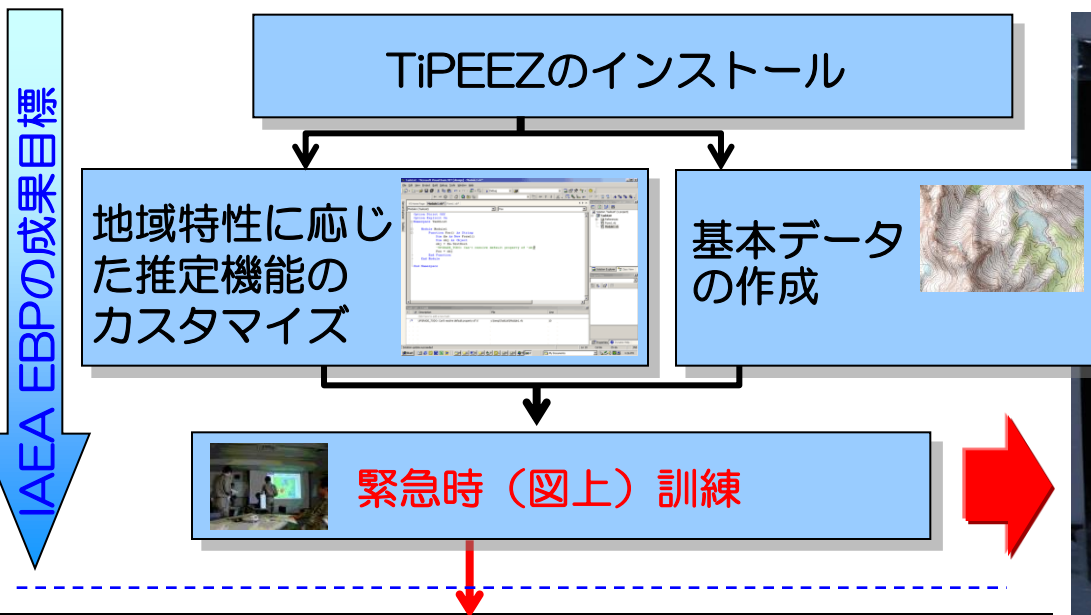 TiPEEZのインストール
IAEA EBPの成果目標
地域特性に応じ
た推定機能の
カスタマイズ
基本データ
の作成
緊急時（図上）訓練